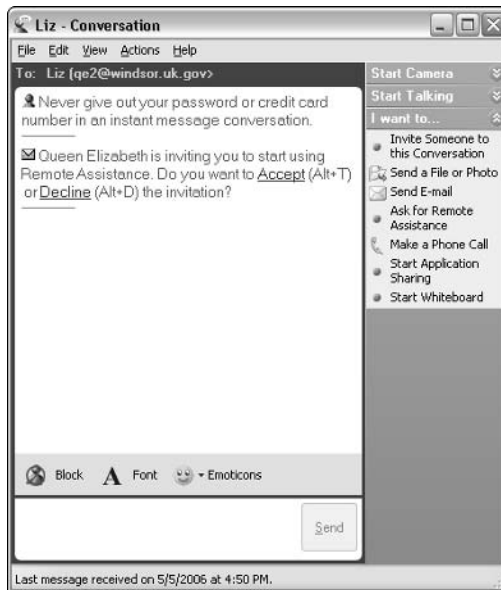 Liz - Conversation
File Edit View Actions Help
To: Liz (qe2@windsor.uk.gov>
Never give out your password or credit card
number in an instant message conversation.
Queen Elizabeth is inviting you to start using
Remote Assistance. Do you want to Accept (Alt+T)
or Decline (Alt+D) the invitation?
Block Font Emoticons
Send
Last message received on 5/5/2006 at 4:50 PM.
Start Camera
Start Talking
I want to...
Invite Someone to
this Conversation
Send a File or Photo
Send E-mail
Ask for Remote
Assistance
Make a Phone Call
Start Application
Sharing
Start Whiteboard